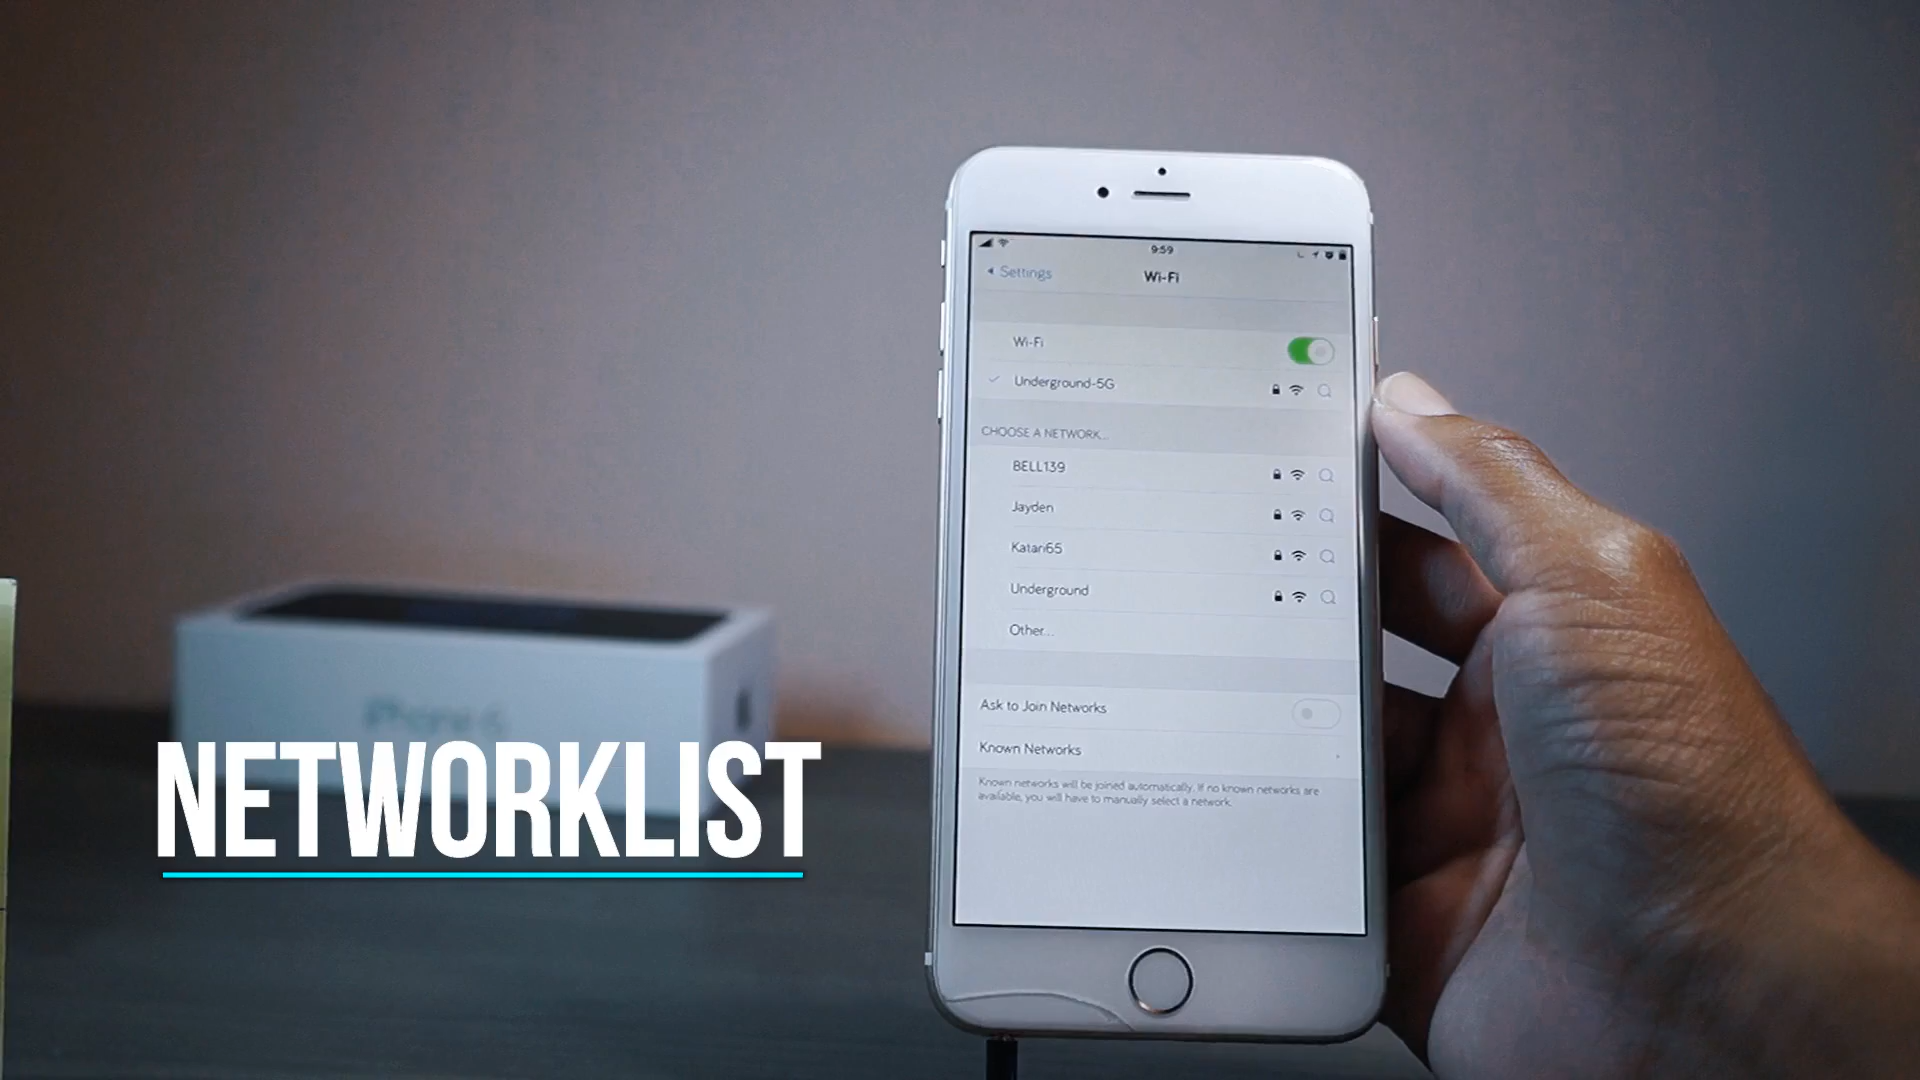 9:59
Settings
Wi-Fi
Wi-Fi
Underground-5G
CHOOSE A NETWORK...
BELL139
Jayden
Katari65
Underground
Other...
Ask to Join Networks
Known Networks
Known networks will be joined automatically. If no known networks are
available, you will have to manually select a network.
iPhone 6
NETWORKLIST